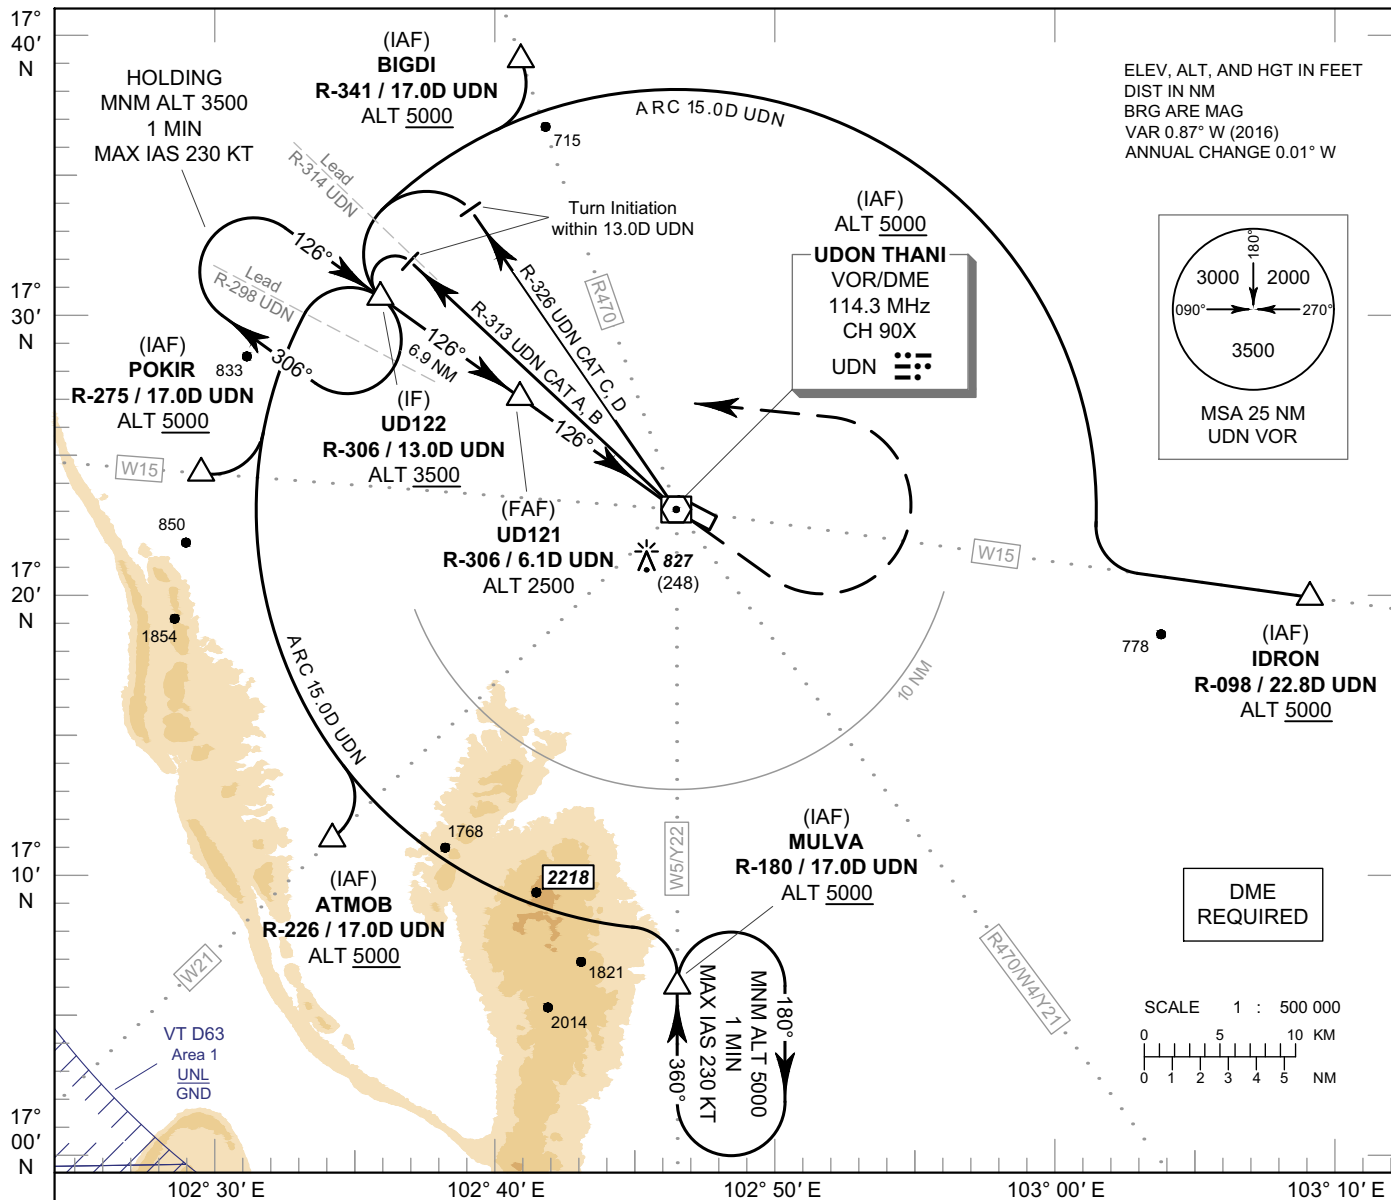 17°
40′
N
(IAF)
BIGDI
R-341 / 17.0D UDN
ALT 5000
HOLDING
MNM ALT 3500
1 MIN
MAX IAS 230 KT
ARC 15.0D UDN
715
ELEV, ALT, AND HGT IN FEET
DIST IN NM
BRG ARE MAG
VAR 0.87° W (2016)
ANNUAL CHANGE 0.01° W
Lead
R-314 UDN
Turn Initiation
within 13.0D UDN
(IAF)
ALT 5000
UDON THANI
VOR/DME
114.3 MHz
CH 90X
UDN
180°
3000
2000
090°
270°
3500
MSA 25 NM
UDN VOR
126°
Lead
R-298 UDN
306°
R-326 UDN CAT C, D
R470
R-313 UDN CAT A, B
17°
30′
N
126°
6.9 NM
126°
(IAF)
POKIR
R-275 / 17.0D UDN
ALT 5000
833
(IF)
UD122
R-306 / 13.0D UDN
ALT 3500
W15
850
(FAF)
UD121
R-306 / 6.1D UDN
ALT 2500
827
(248)
W15
17°
20′
N
1854
778
(IAF)
IDRON
R-098 / 22.8D UDN
ALT 5000
10 NM
ARC 15.0D UDN
1768
17°
10′
N
(IAF)
ATMOB
R-226 / 17.0D UDN
ALT 5000
2218
W5/Y22
(IAF)
MULVA
R-180 / 17.0D UDN
ALT 5000
DME
REQUIRED
W21
1821
2014
R470/W4/Y21
360°
MAX IAS 230 KT
1 MIN
MNM ALT 5000
180°
VT D63
Area 1
UNL
GND
SCALE 1 : 500 000
0 5 10 KM
0 1 2 3 4 5 NM
17°
00′
N
102° 30′ E
102° 40′ E
102° 50′ E
103° 00′ E
103° 10′ E